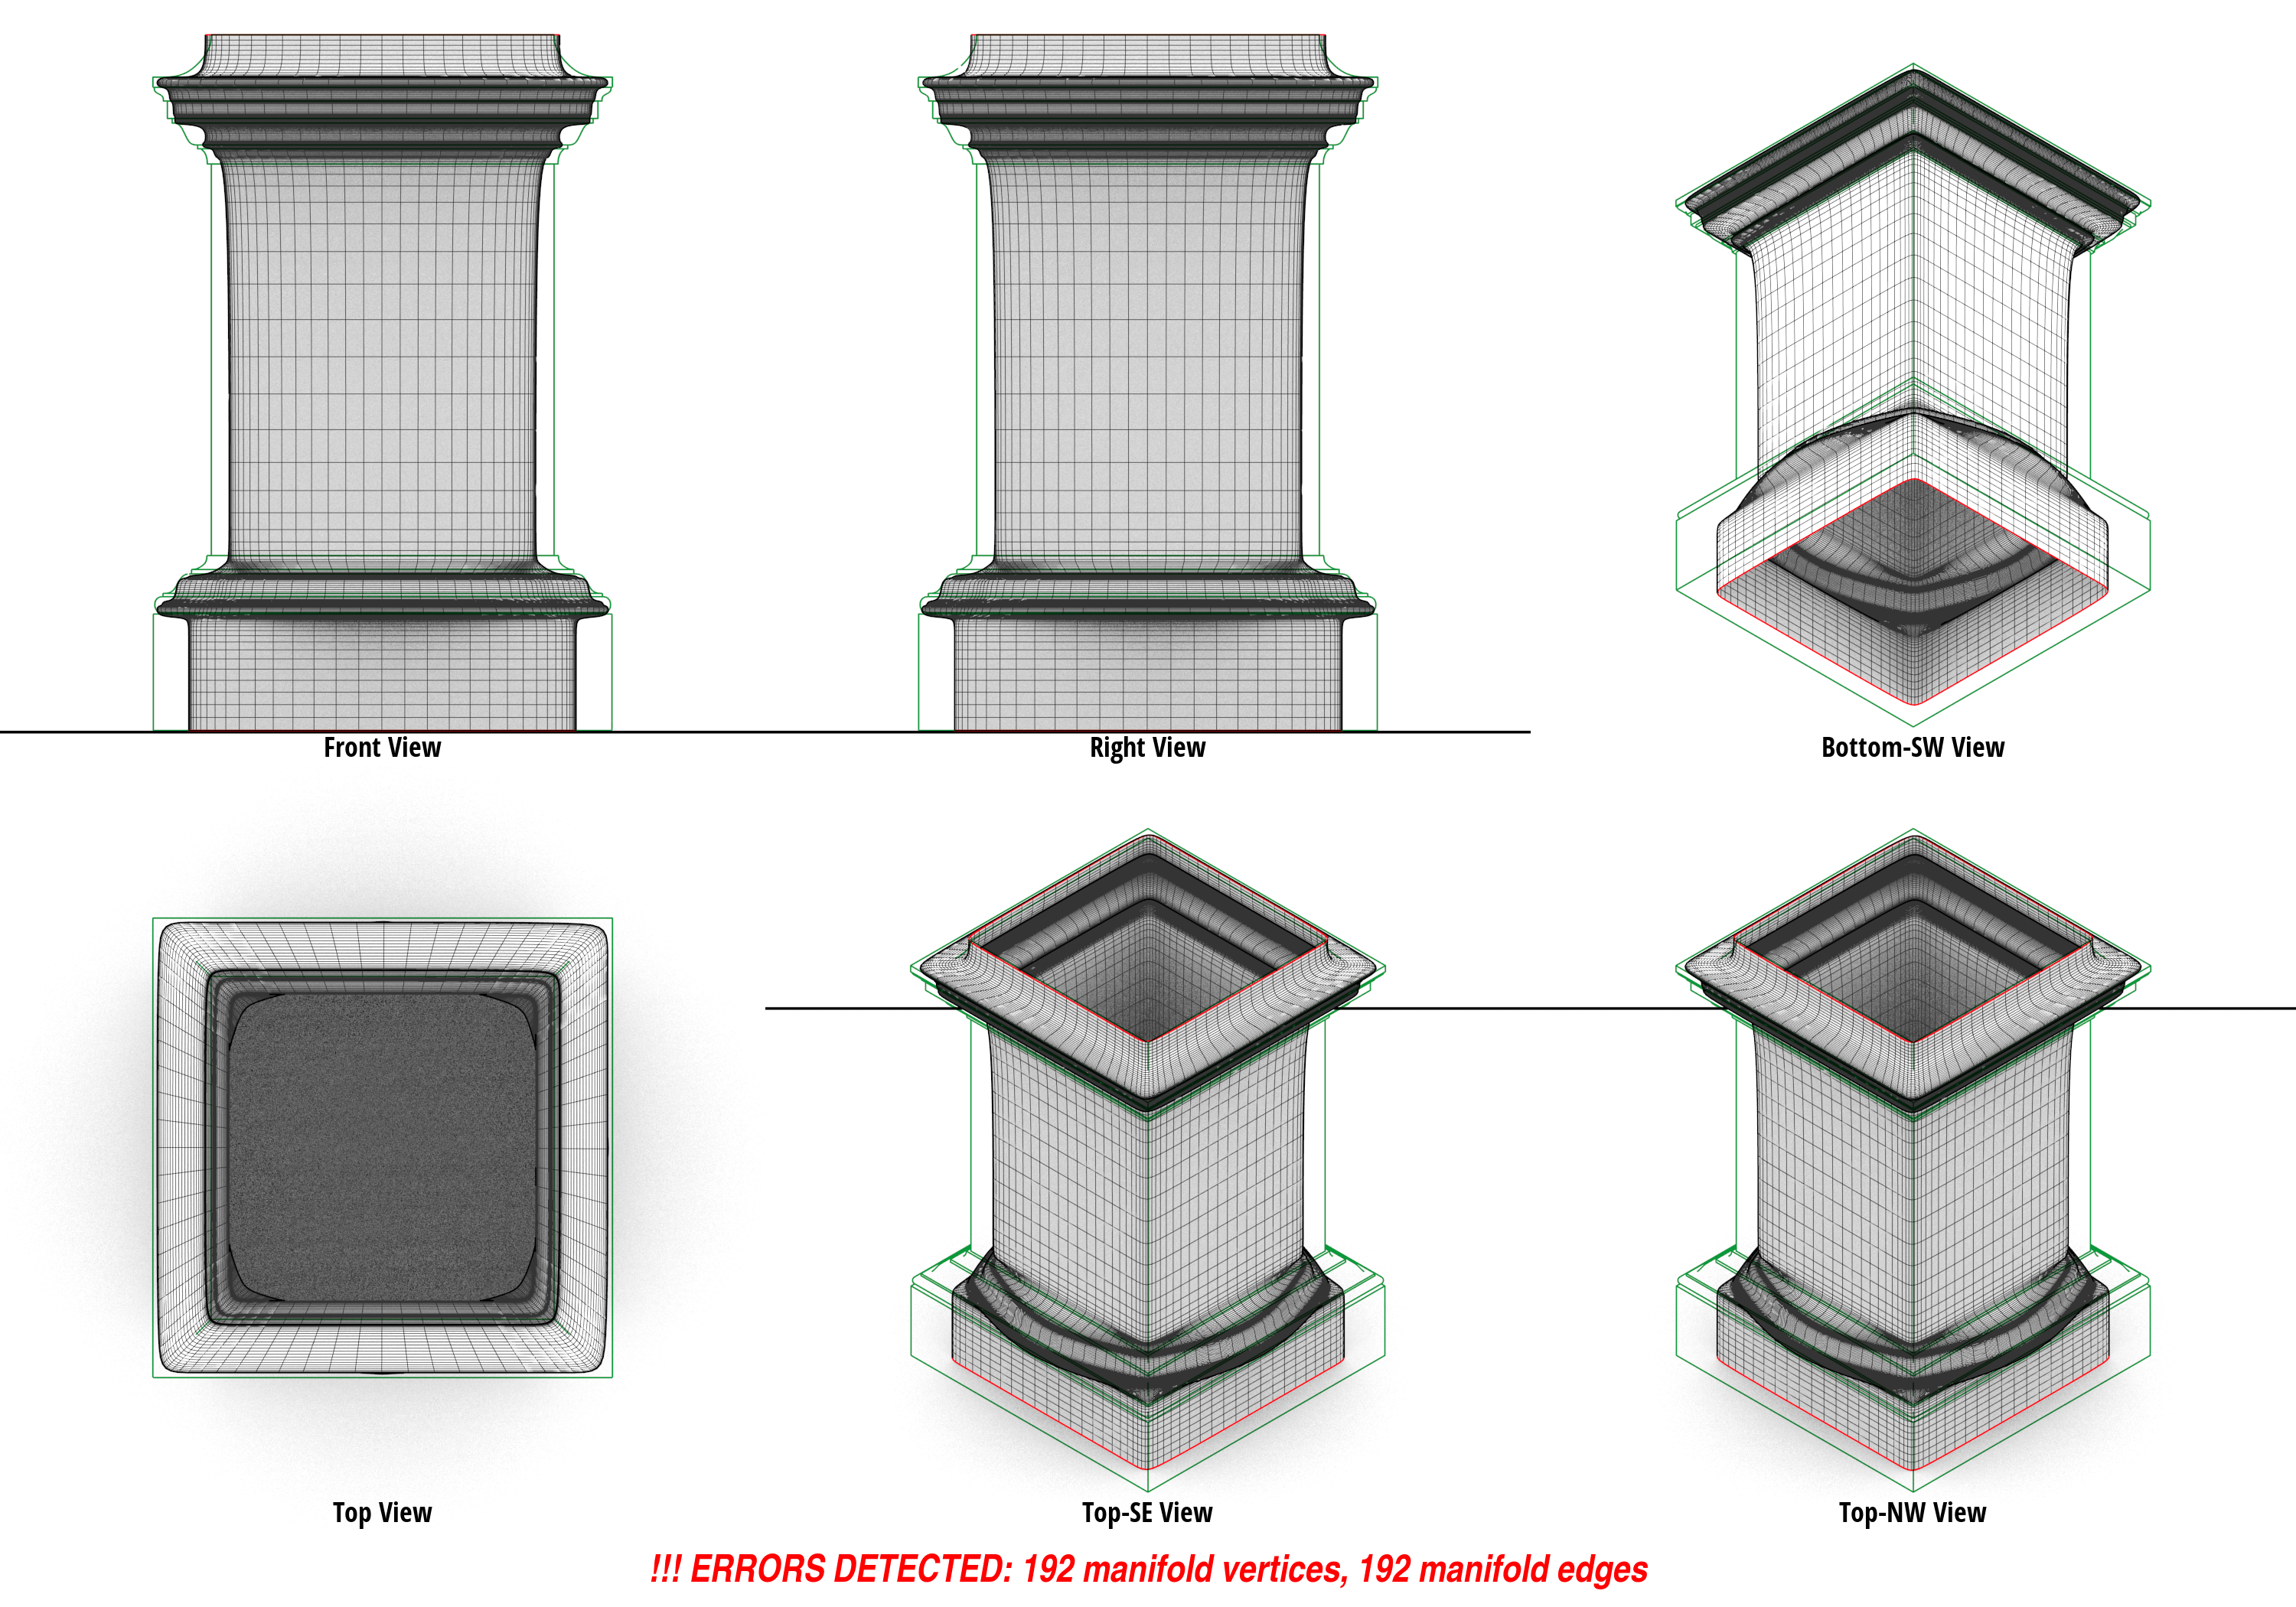 Front View
Right View
Bottom-SW View
Top View
Top-SE View
Top-NW View
!!! ERRORS DETECTED: 192 manifold vertices, 192 manifold edges